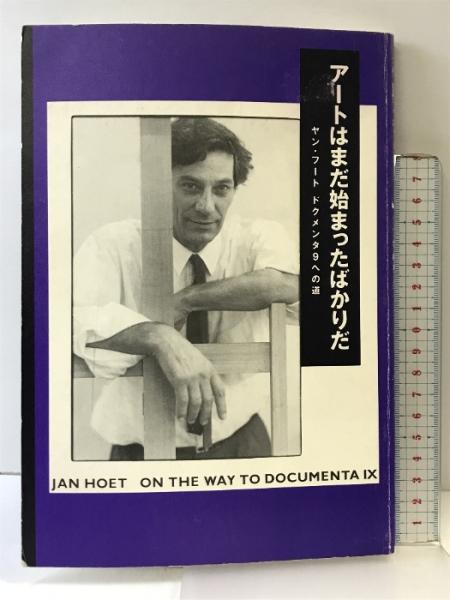 アートはまだ始まったばかりだ
ヤン・フート ドクメンタ9への道
JAN HOET ON THE WAY TO DOCUMENTA IX